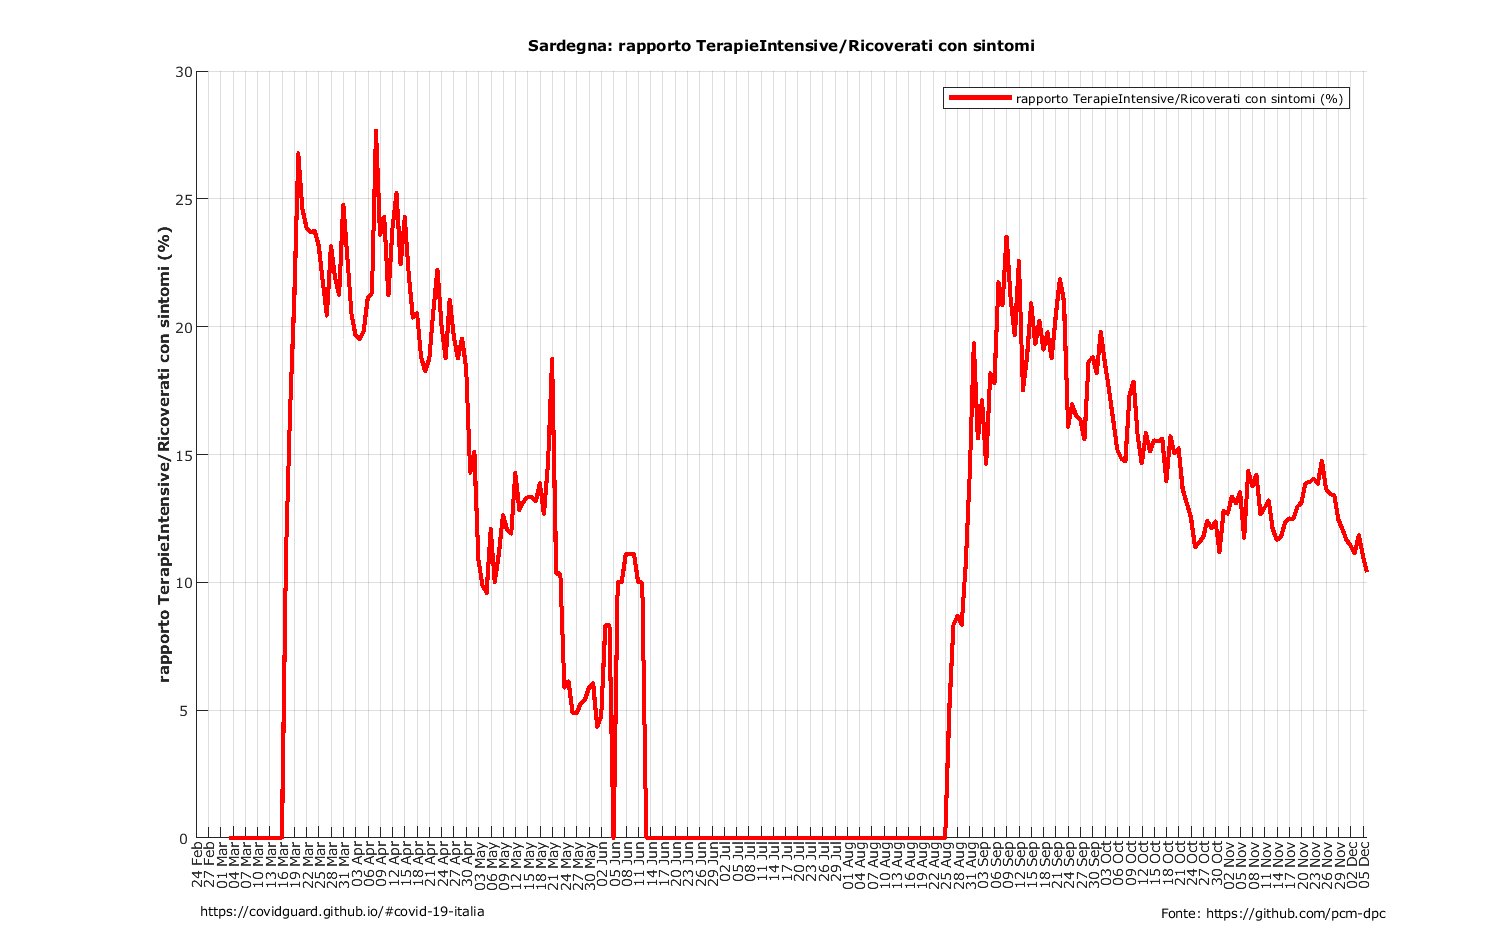 Sardegna: rapporto TerapieIntensive/Ricoverati con sintomi
rapporto TerapieIntensive/Ricoverati con sintomi (%)
rapporto TerapieIntensive/Ricoverati con sintomi (%)
30
25
20
15
10
5
0
24 Feb
27 Feb
01 Mar
04 Mar
07 Mar
10 Mar
13 Mar
16 Mar
19 Mar
22 Mar
25 Mar
28 Mar
31 Mar
03 Apr
06 Apr
09 Apr
12 Apr
15 Apr
18 Apr
21 Apr
24 Apr
27 Apr
30 Apr
03 May
06 May
09 May
12 May
15 May
18 May
21 May
24 May
27 May
30 May
02 Jun
05 Jun
08 Jun
11 Jun
14 Jun
17 Jun
20 Jun
23 Jun
26 Jun
29 Jun
02 Jul
05 Jul
08 Jul
11 Jul
14 Jul
17 Jul
20 Jul
23 Jul
26 Jul
29 Jul
01 Aug
04 Aug
07 Aug
10 Aug
13 Aug
16 Aug
19 Aug
22 Aug
25 Aug
28 Aug
31 Aug
03 Sep
06 Sep
09 Sep
12 Sep
15 Sep
18 Sep
21 Sep
24 Sep
27 Sep
30 Sep
03 Oct
06 Oct
09 Oct
12 Oct
15 Oct
18 Oct
21 Oct
24 Oct
27 Oct
30 Oct
02 Nov
05 Nov
08 Nov
11 Nov
14 Nov
17 Nov
20 Nov
23 Nov
26 Nov
29 Nov
02 Dec
05 Dec
https://covidguard.github.io/#covid-19-italia
Fonte: https://github.com/pcm-dpc